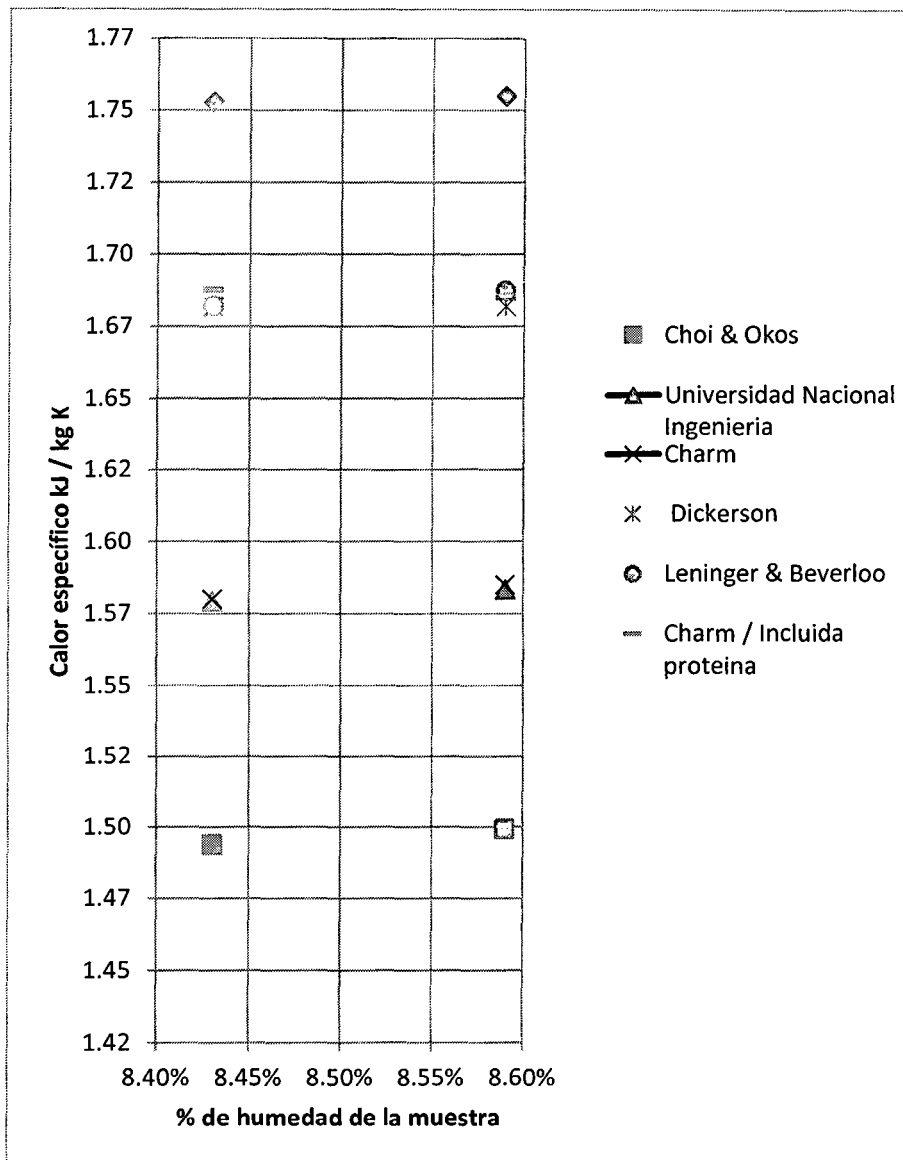 1.77
1.75
1.72
1.70
1.67
1.65
1.62
1.60
1.57
1.55
1.52
1.50
1.47
1.45
1.42
Calor específico kJ / kg K
8.40% 8.45% 8.50% 8.55% 8.60%
% de humedad de la muestra
Choi & Okos
Universidad Nacional
Ingenieria
Charm
Dickerson
Leninger & Beverloo
Charm / Incluida
proteina